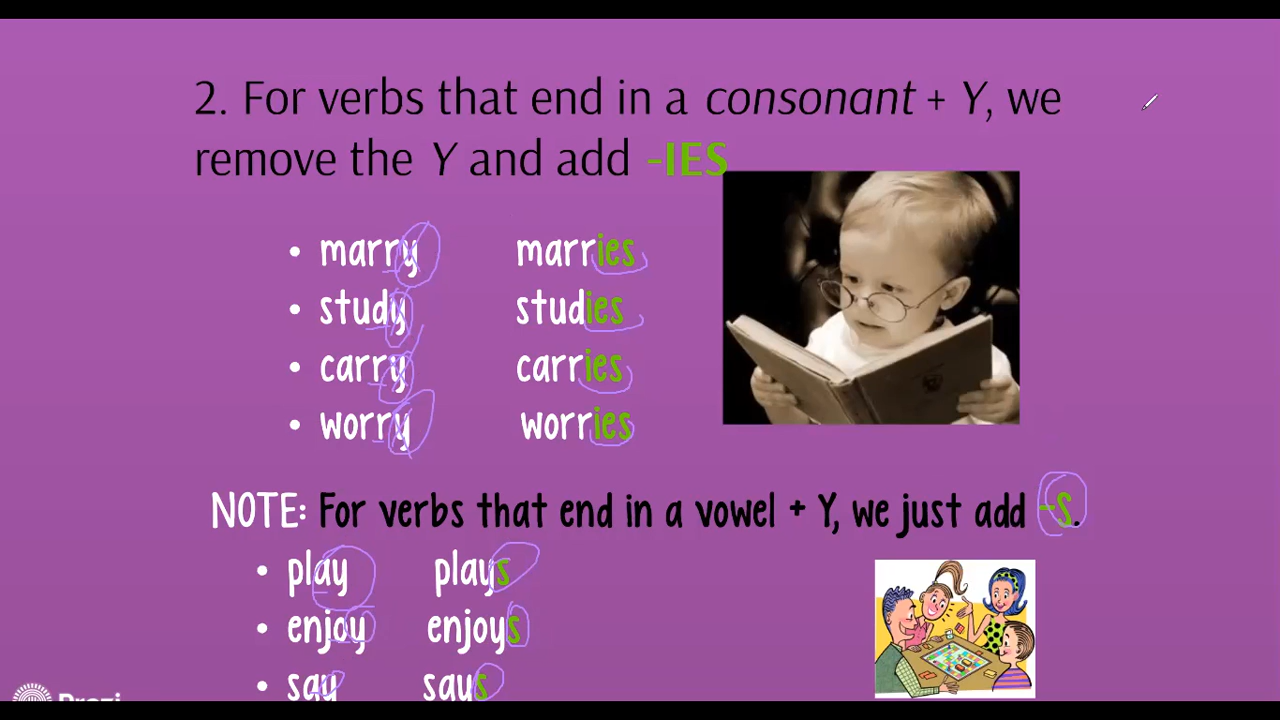 2. For verbs that end in a consonant + Y, we
remove the Y and add -IES
• marry marries
• study studies
• carry carries
• worry worries
NOTE: For verbs that end in a vowel + Y, we just add -S.
• play plays
• enjoy enjoys
• say says
Prezi